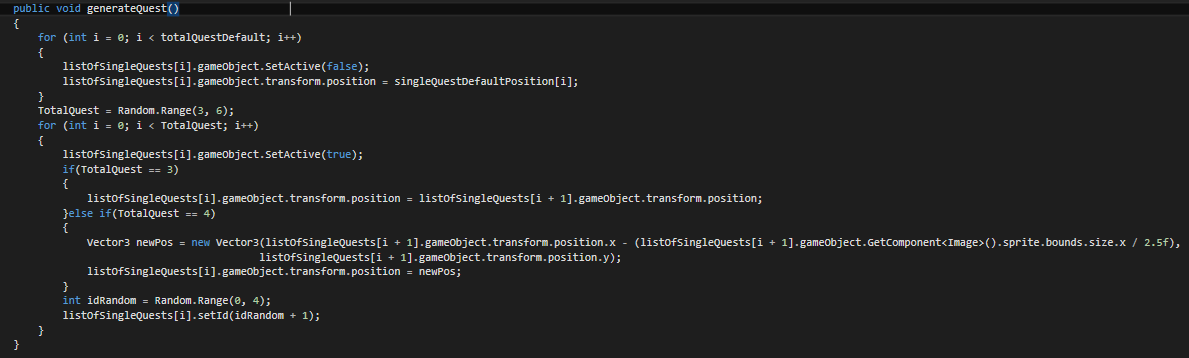 public void generateQuest()
{
    for (int i = 0; i < totalQuestDefault; i++)
    {
        listOfSingleQuests[i].gameObject.SetActive(false);
        listOfSingleQuests[i].gameObject.transform.position = singleQuestDefaultPosition[i];
    }
    TotalQuest = Random.Range(3, 6);
    for (int i = 0; i < TotalQuest; i++)
    {
        listOfSingleQuests[i].gameObject.SetActive(true);
        if(TotalQuest == 3)
        {
            listOfSingleQuests[i].gameObject.transform.position = listOfSingleQuests[i + 1].gameObject.transform.position;
        }else if(TotalQuest == 4)
        {
            Vector3 newPos = new Vector3(listOfSingleQuests[i + 1].gameObject.transform.position.x - (listOfSingleQuests[i + 1].gameObject.GetComponent<Image>().sprite.bounds.size.x / 2.5f),
                                        listOfSingleQuests[i + 1].gameObject.transform.position.y);
            listOfSingleQuests[i].gameObject.transform.position = newPos;
        }
        int idRandom = Random.Range(0, 4);
        listOfSingleQuests[i].setId(idRandom + 1);
    }
}